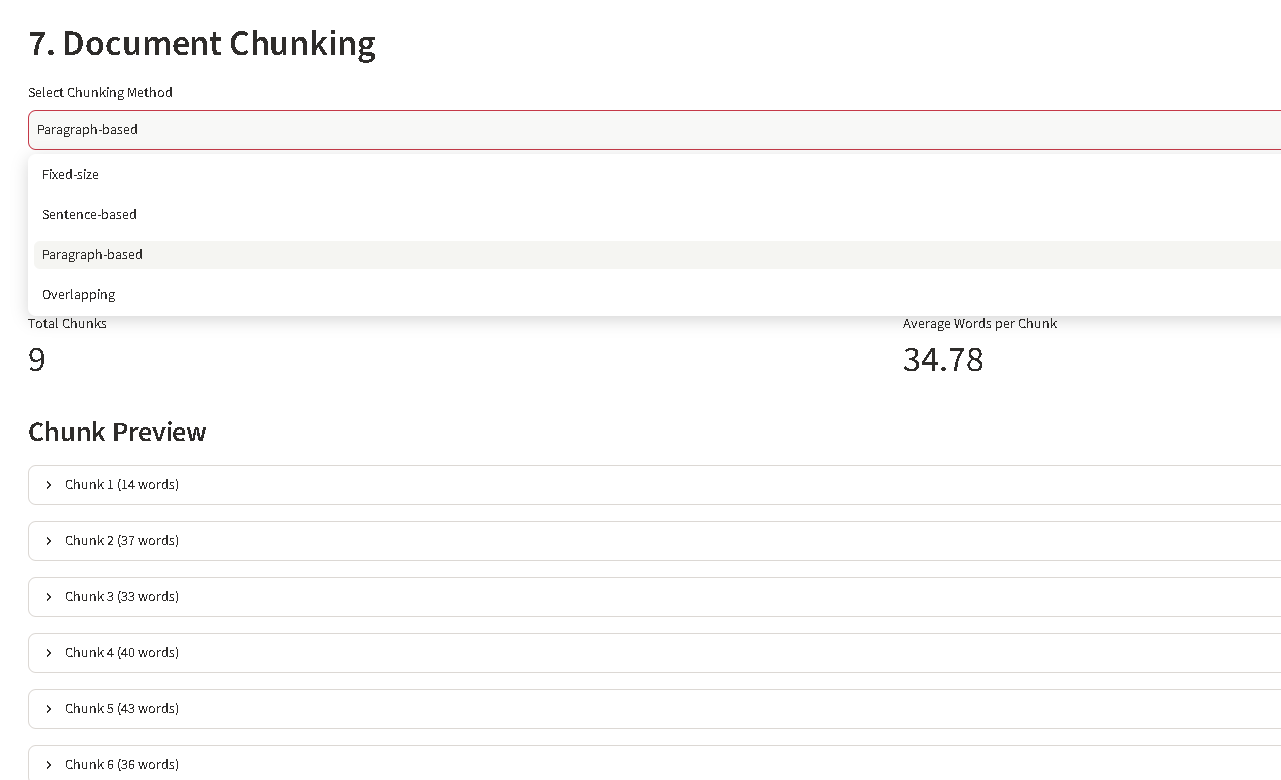 7. Document Chunking
Select Chunking Method
Paragraph-based
Fixed-size
Sentence-based
Paragraph-based
Overlapping
Total Chunks
Average Words per Chunk
9
34.78
Chunk Preview
Chunk 1 (14 words)
Chunk 2 (37 words)
Chunk 3 (33 words)
Chunk 4 (40 words)
Chunk 5 (43 words)
Chunk 6 (36 words)